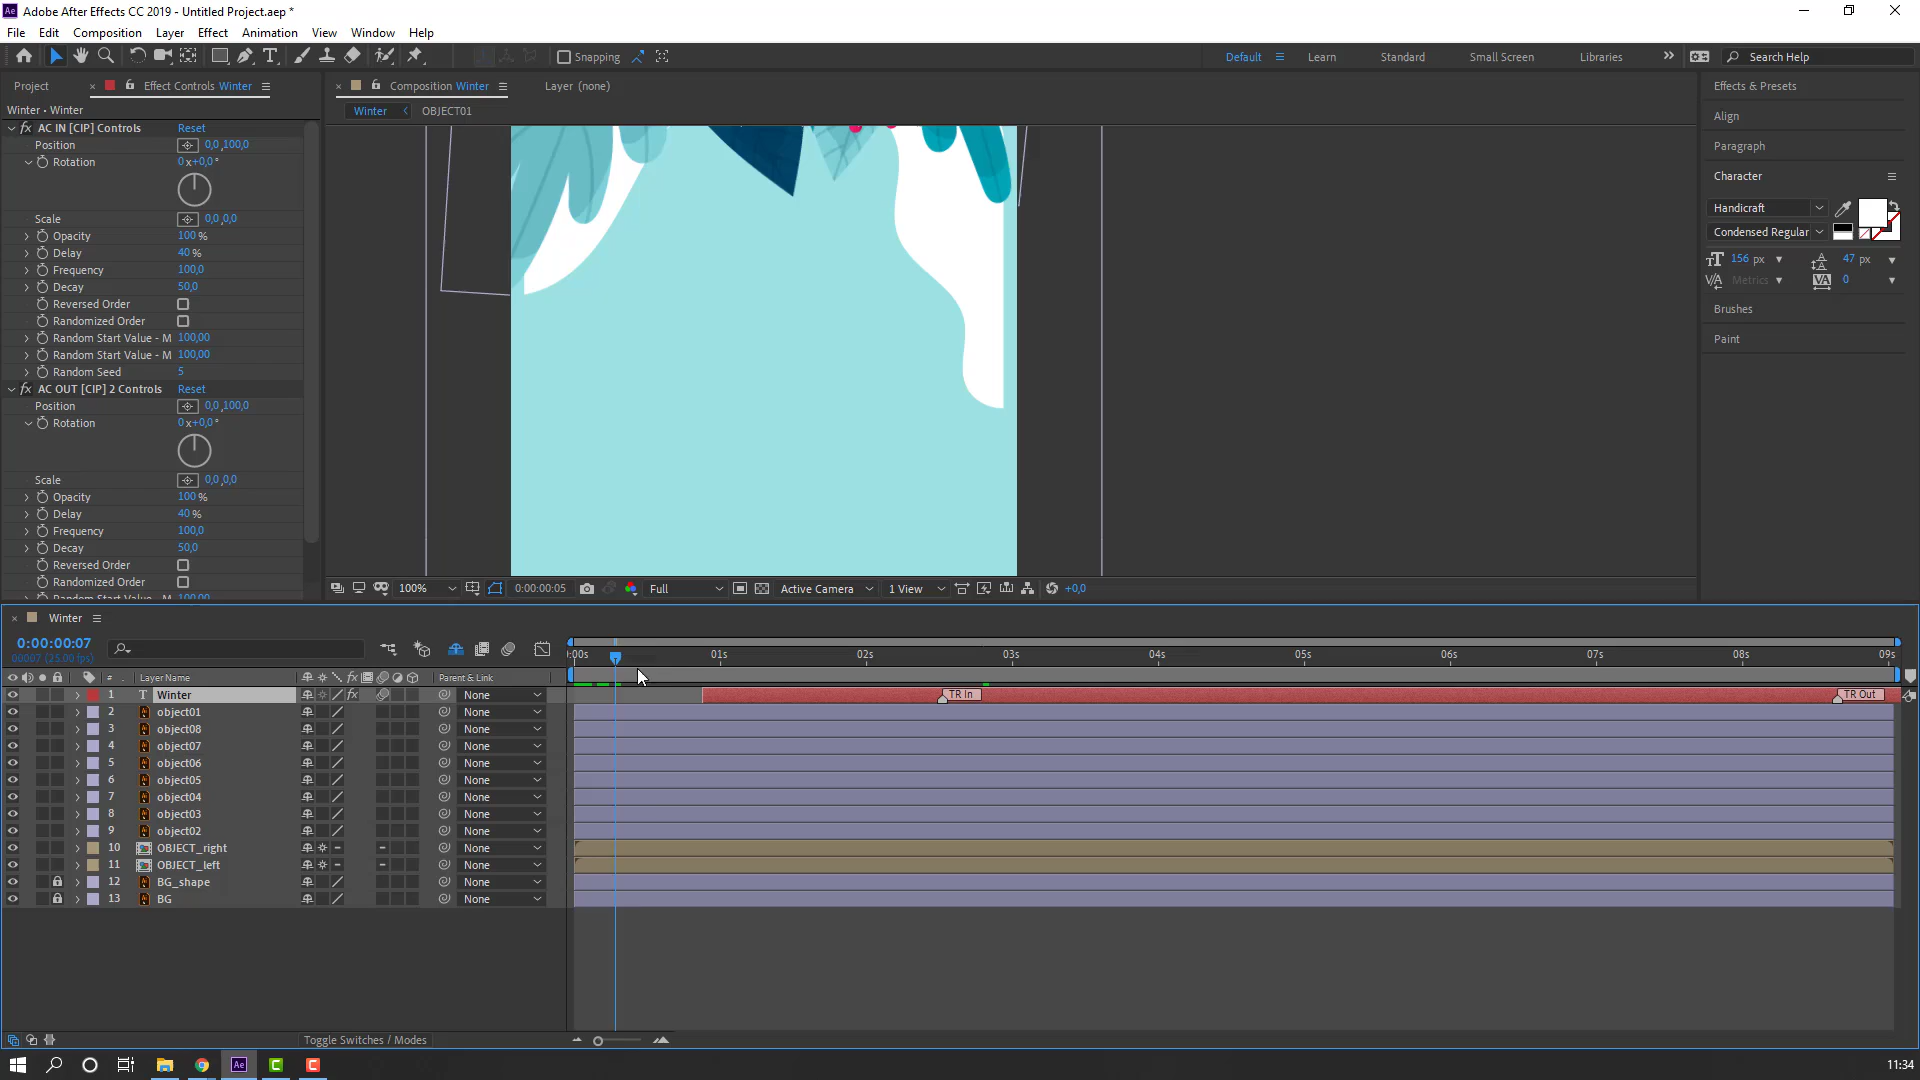 Adobe After Effects CC 2019 - Untitled Project.aep *
File Edit Composition Layer Effect Animation View Window Help
Snapping Default Learn Standard Small Screen Libraries Search Help
Project Effect Controls Winter Composition Winter Layer (none) Effects & Presets
Winter • Winter Winter OBJECT01
AC IN [CIP] Controls Reset
Position 0,0 ,100,0
Rotation 0 x+0,0 °
Scale 0,0 ,0,0
Opacity 100 %
Delay 40 %
Frequency 100,0
Decay 50,0
Reversed Order
Randomized Order
Random Start Value - M 100,00
Random Start Value - M 100,00
Random Seed 5
AC OUT [CIP] 2 Controls Reset
Position 0,0 ,100,0
Rotation 0 x+0,0 °
Scale 0,0 ,0,0
Opacity 100 %
Delay 40 %
Frequency 100,0
Decay 50,0
Reversed Order
Randomized Order
Random Start Value - M 100,00
Align
Paragraph
Character
Handicraft
Condensed Regular
156 px 47 px
Metrics 0
Brushes
Paint
100% 0:00:00:05 Full Active Camera 1 View +0,0
Winter
0:00:00:07
00007 (25.00 fps)
:00s 01s 02s 03s 04s 05s 06s 07s 08s 09s
# Layer Name Parent & Link
1 T Winter fx None TR In TR Out
2 object01 None
3 object08 None
4 object07 None
5 object06 None
6 object05 None
7 object04 None
8 object03 None
9 object02 None
10 OBJECT_right None
11 OBJECT_left None
12 BG_shape None
13 BG None
Toggle Switches / Modes
11:34